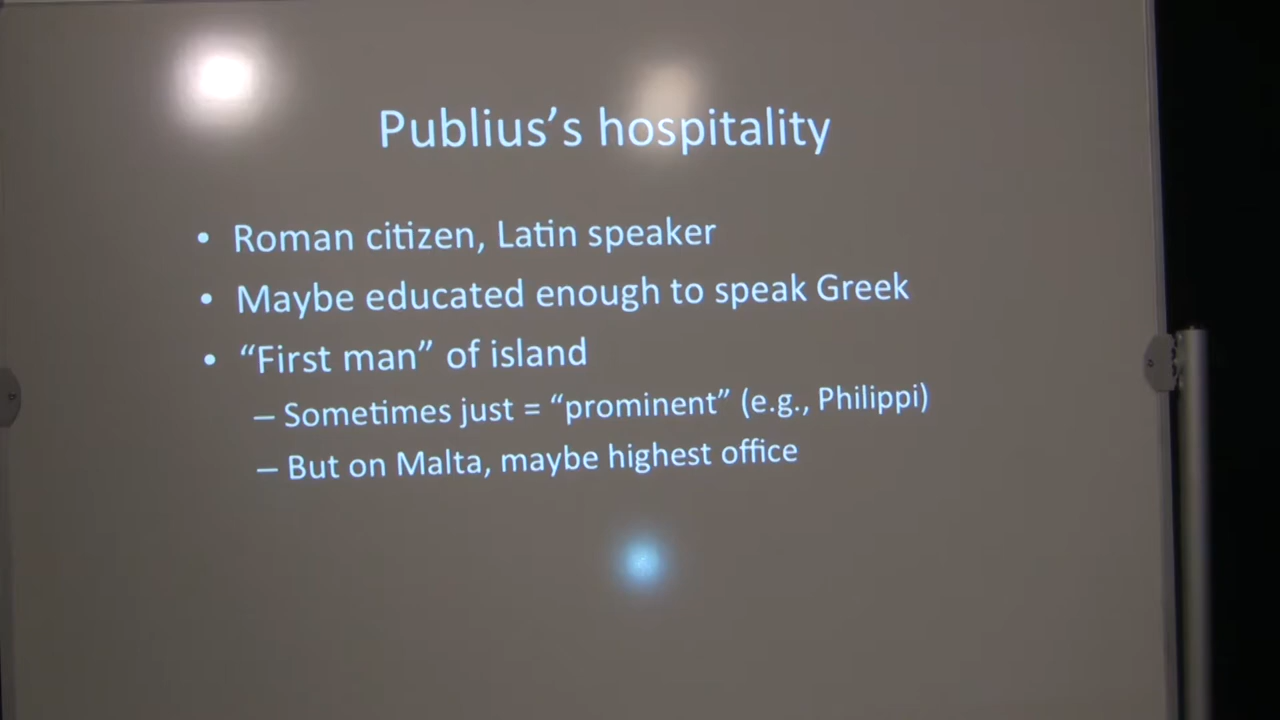 Publius’s hospitality
• Roman citizen, Latin speaker
• Maybe educated enough to speak Greek
• “First man” of island
– Sometimes just = “prominent” (e.g., Philippi)
– But on Malta, maybe highest office